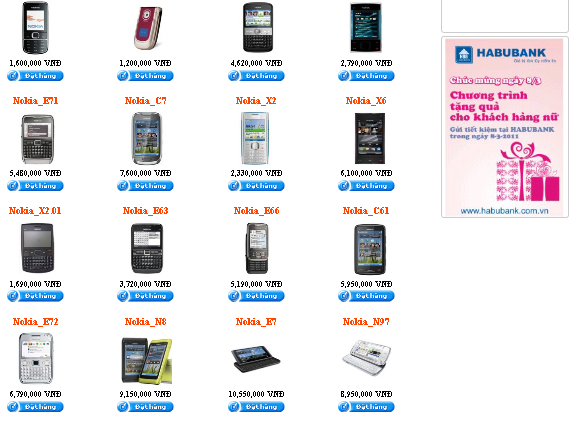 1,600,000 VNĐ
1,200,000 VNĐ
4,620,000 VNĐ
2,790,000 VNĐ
Đặt hàng
Đặt hàng
Đặt hàng
Đặt hàng
Nokia_E71
Nokia_C7
Nokia_X2
Nokia_X6
5,480,000 VNĐ
7,600,000 VNĐ
2,330,000 VNĐ
6,100,000 VNĐ
Đặt hàng
Đặt hàng
Đặt hàng
Đặt hàng
Nokia_X2.01
Nokia_E63
Nokia_E66
Nokia_C61
1,690,000 VNĐ
3,720,000 VNĐ
5,190,000 VNĐ
5,950,000 VNĐ
Đặt hàng
Đặt hàng
Đặt hàng
Đặt hàng
Nokia_E72
Nokia_N8
Nokia_E7
Nokia_N97
6,790,000 VNĐ
9,150,000 VNĐ
10,550,000 VNĐ
8,950,000 VNĐ
Đặt hàng
Đặt hàng
Đặt hàng
Đặt hàng
HABUBANK
Chúc mừng ngày 8/3
Chương trình
tặng quà
cho khách hàng nữ
Gửi tiết kiệm tại HABUBANK
trong ngày 8-3-2011
www.habubank.com.vn